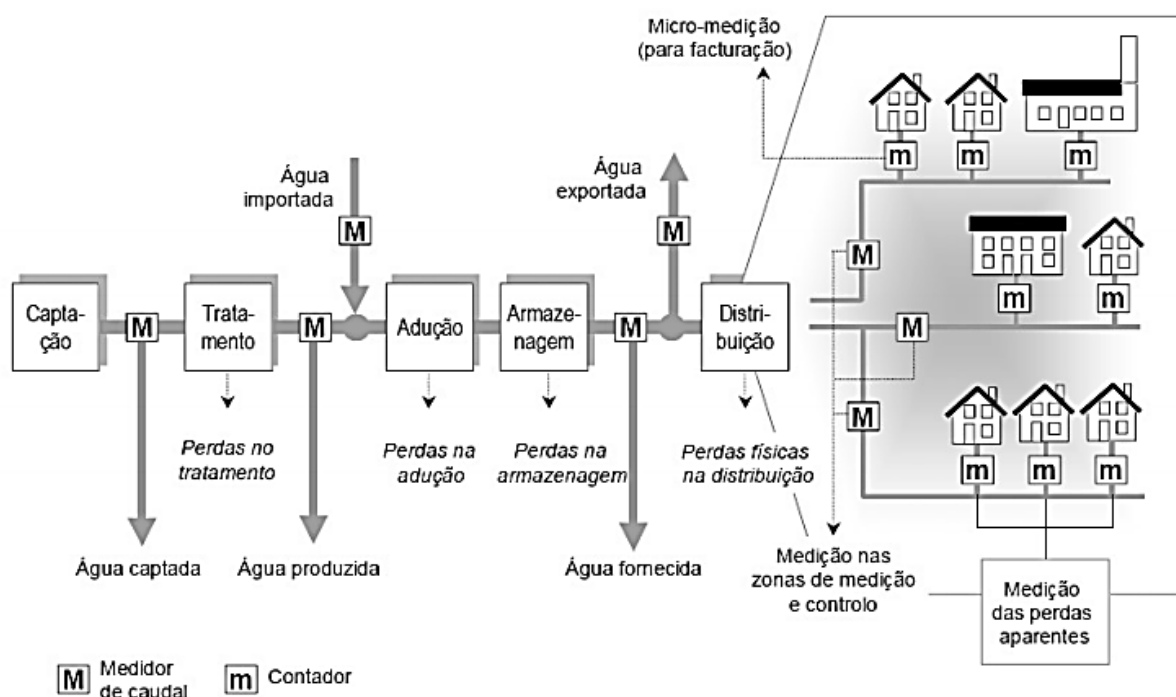 Micro-medição
(para facturação)
m
m
m
Água
importada
Água
exportada
M
M
M
m
m
Capta-
ção
M
Trata-
mento
M
Adução
Armaze-
nagem
M
Distri-
buição
M
M
Perdas no
tratamento
Perdas na
adução
Perdas na
armazenagem
Perdas físicas
na distribuição
m
m
m
Água captada
Água produzida
Água fornecida
Medição nas
zonas de medição
e controlo
Medição
das perdas
aparentes
M
Medidor
de caudal
m
Contador